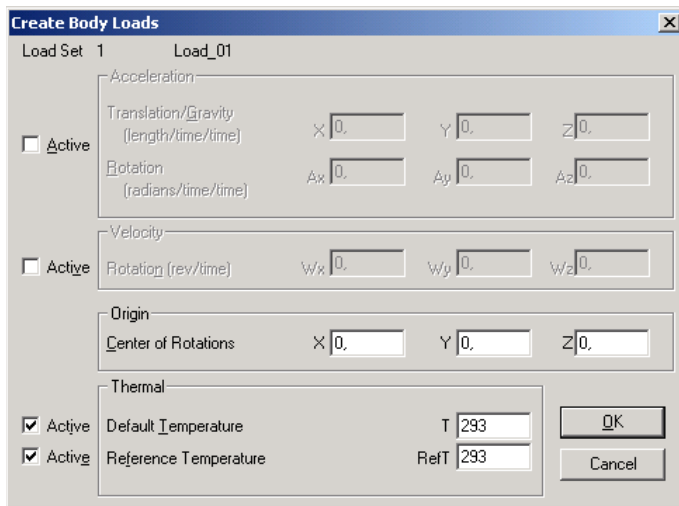 Create Body Loads
Load Set 1 Load_01
Acceleration
Translation/Gravity X 0, Y 0, Z 0,
(length/time/time)
Active
Rotation Ax 0, Ay 0, Az 0,
(radians/time/time)
Velocity
Active Rotation (rev/time) Wx 0, Wy 0, Wz 0,
Origin
Center of Rotations X 0, Y 0, Z 0,
Thermal
Active Default Temperature T 293 OK
Active Reference Temperature RefT 293 Cancel